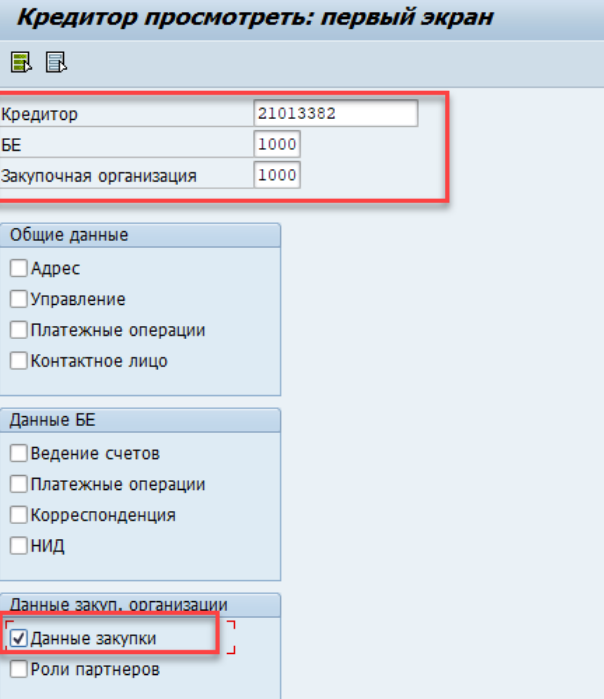 Кредитор просмотреть: первый экран
Кредитор 21013382
БЕ 1000
Закупочная организация 1000
Общие данные
Адрес
Управление
Платежные операции
Контактное лицо
Данные БЕ
Ведение счетов
Платежные операции
Корреспонденция
НИД
Данные закуп. организации
Данные закупки
Роли партнеров